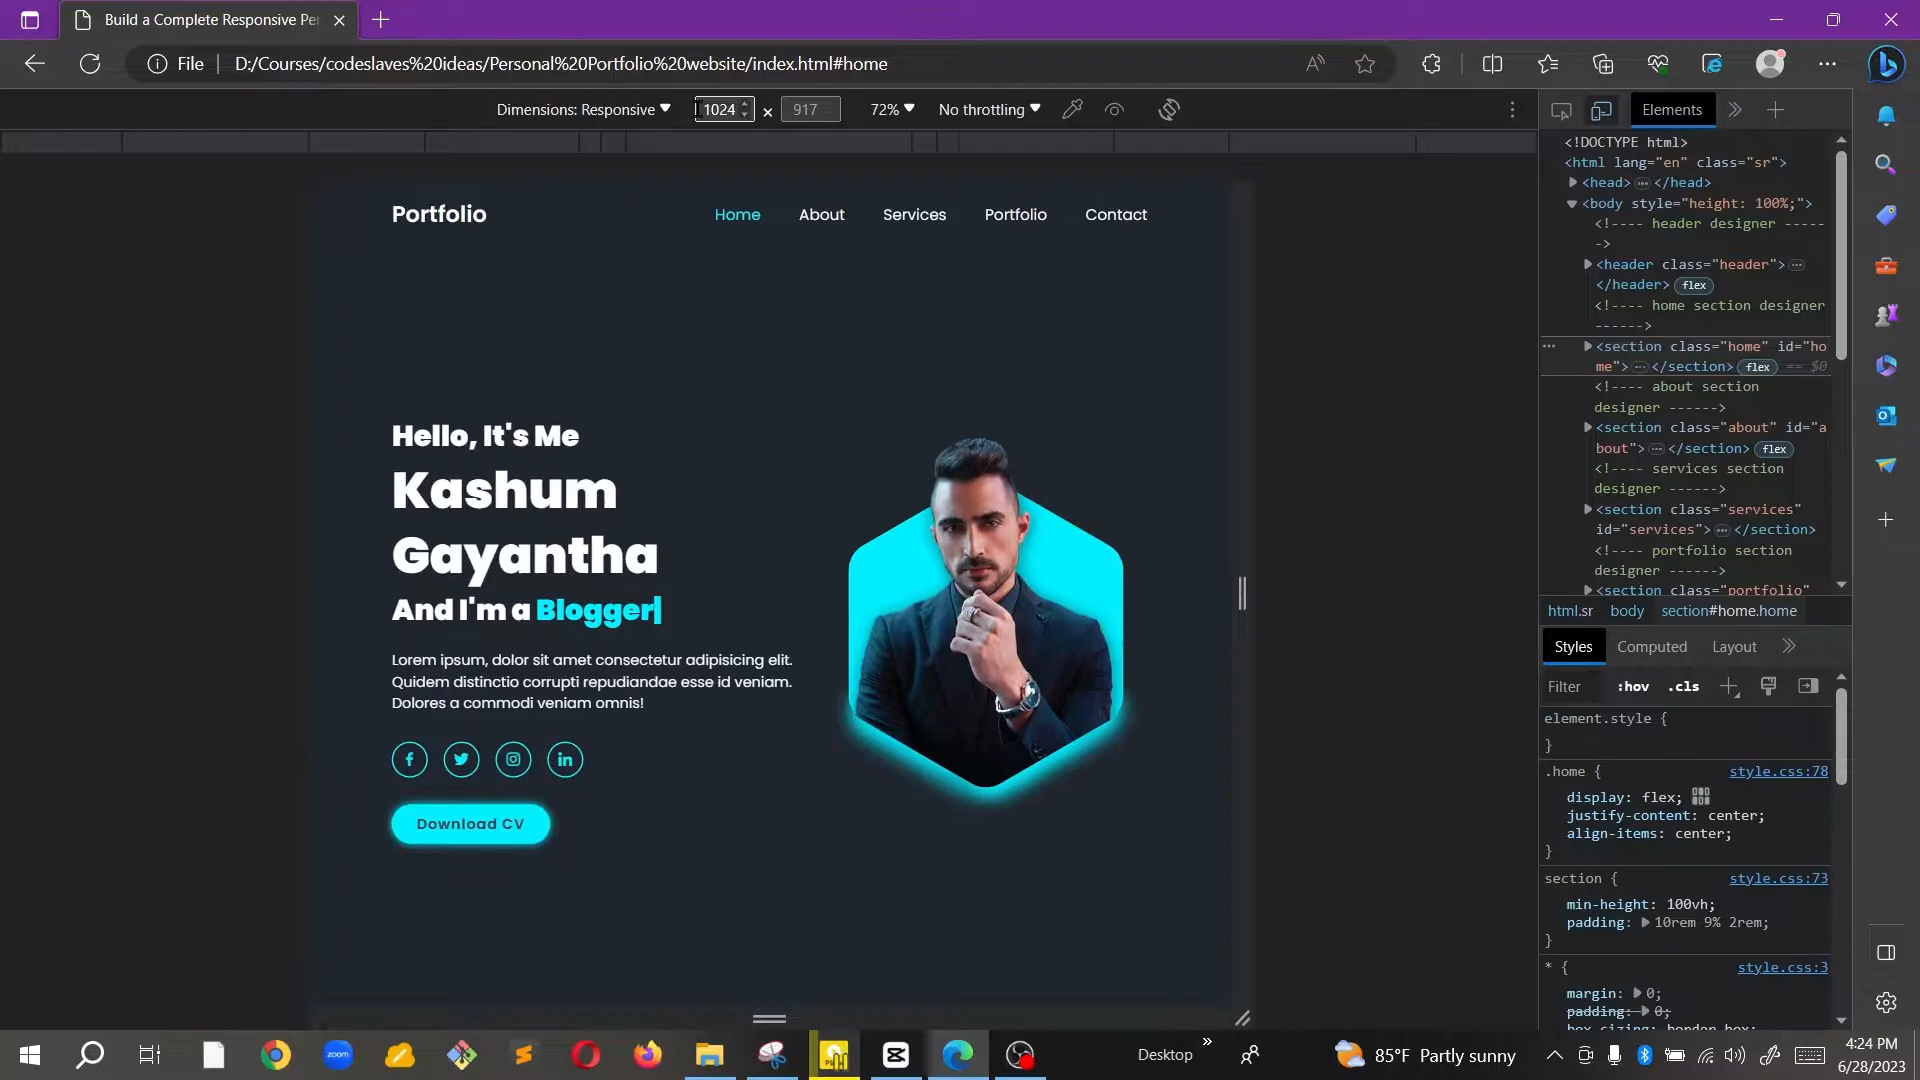 Build a Complete Responsive Per
File
D:/Courses/codeslaves%20ideas/Personal%20Portfolio%20website/index.html#home
Dimensions: Responsive
1024
×
917
72%
No throttling
Elements
Portfolio
Home
About
Services
Portfolio
Contact
Hello, It's Me
Kashum
Gayantha
And I'm a Blogger|
Lorem ipsum, dolor sit amet consectetur adipisicing elit.
Quidem distinctio corrupti repudiandae esse id veniam.
Dolores a commodi veniam omnis!
Download CV
<!DOCTYPE html>
<html lang="en" class="sr">
<head> … </head>
<body style="height: 100%;">
<!---- header designer -----
->
<header class="header"> …
</header> flex
<!---- home section designer
------>
<section class="home" id="ho
me"> … </section> flex == $0
<!---- about section
designer ------>
<section class="about" id="a
bout"> … </section> flex
<!---- services section
designer ------>
<section class="services"
id="services"> … </section>
<!---- portfolio section
designer ------>
<section class="portfolio"
html.sr body section#home.home
Styles
Computed
Layout
Filter
:hov
.cls
element.style {
}
.home {
style.css:78
display: flex;
justify-content: center;
align-items: center;
}
section {
style.css:73
min-height: 100vh;
padding: 10rem 9% 2rem;
}
* {
style.css:3
margin: 0;
padding: 0;
box-sizing: border-box;
zoom
Desktop
85°F Partly sunny
4:24 PM
6/28/2023